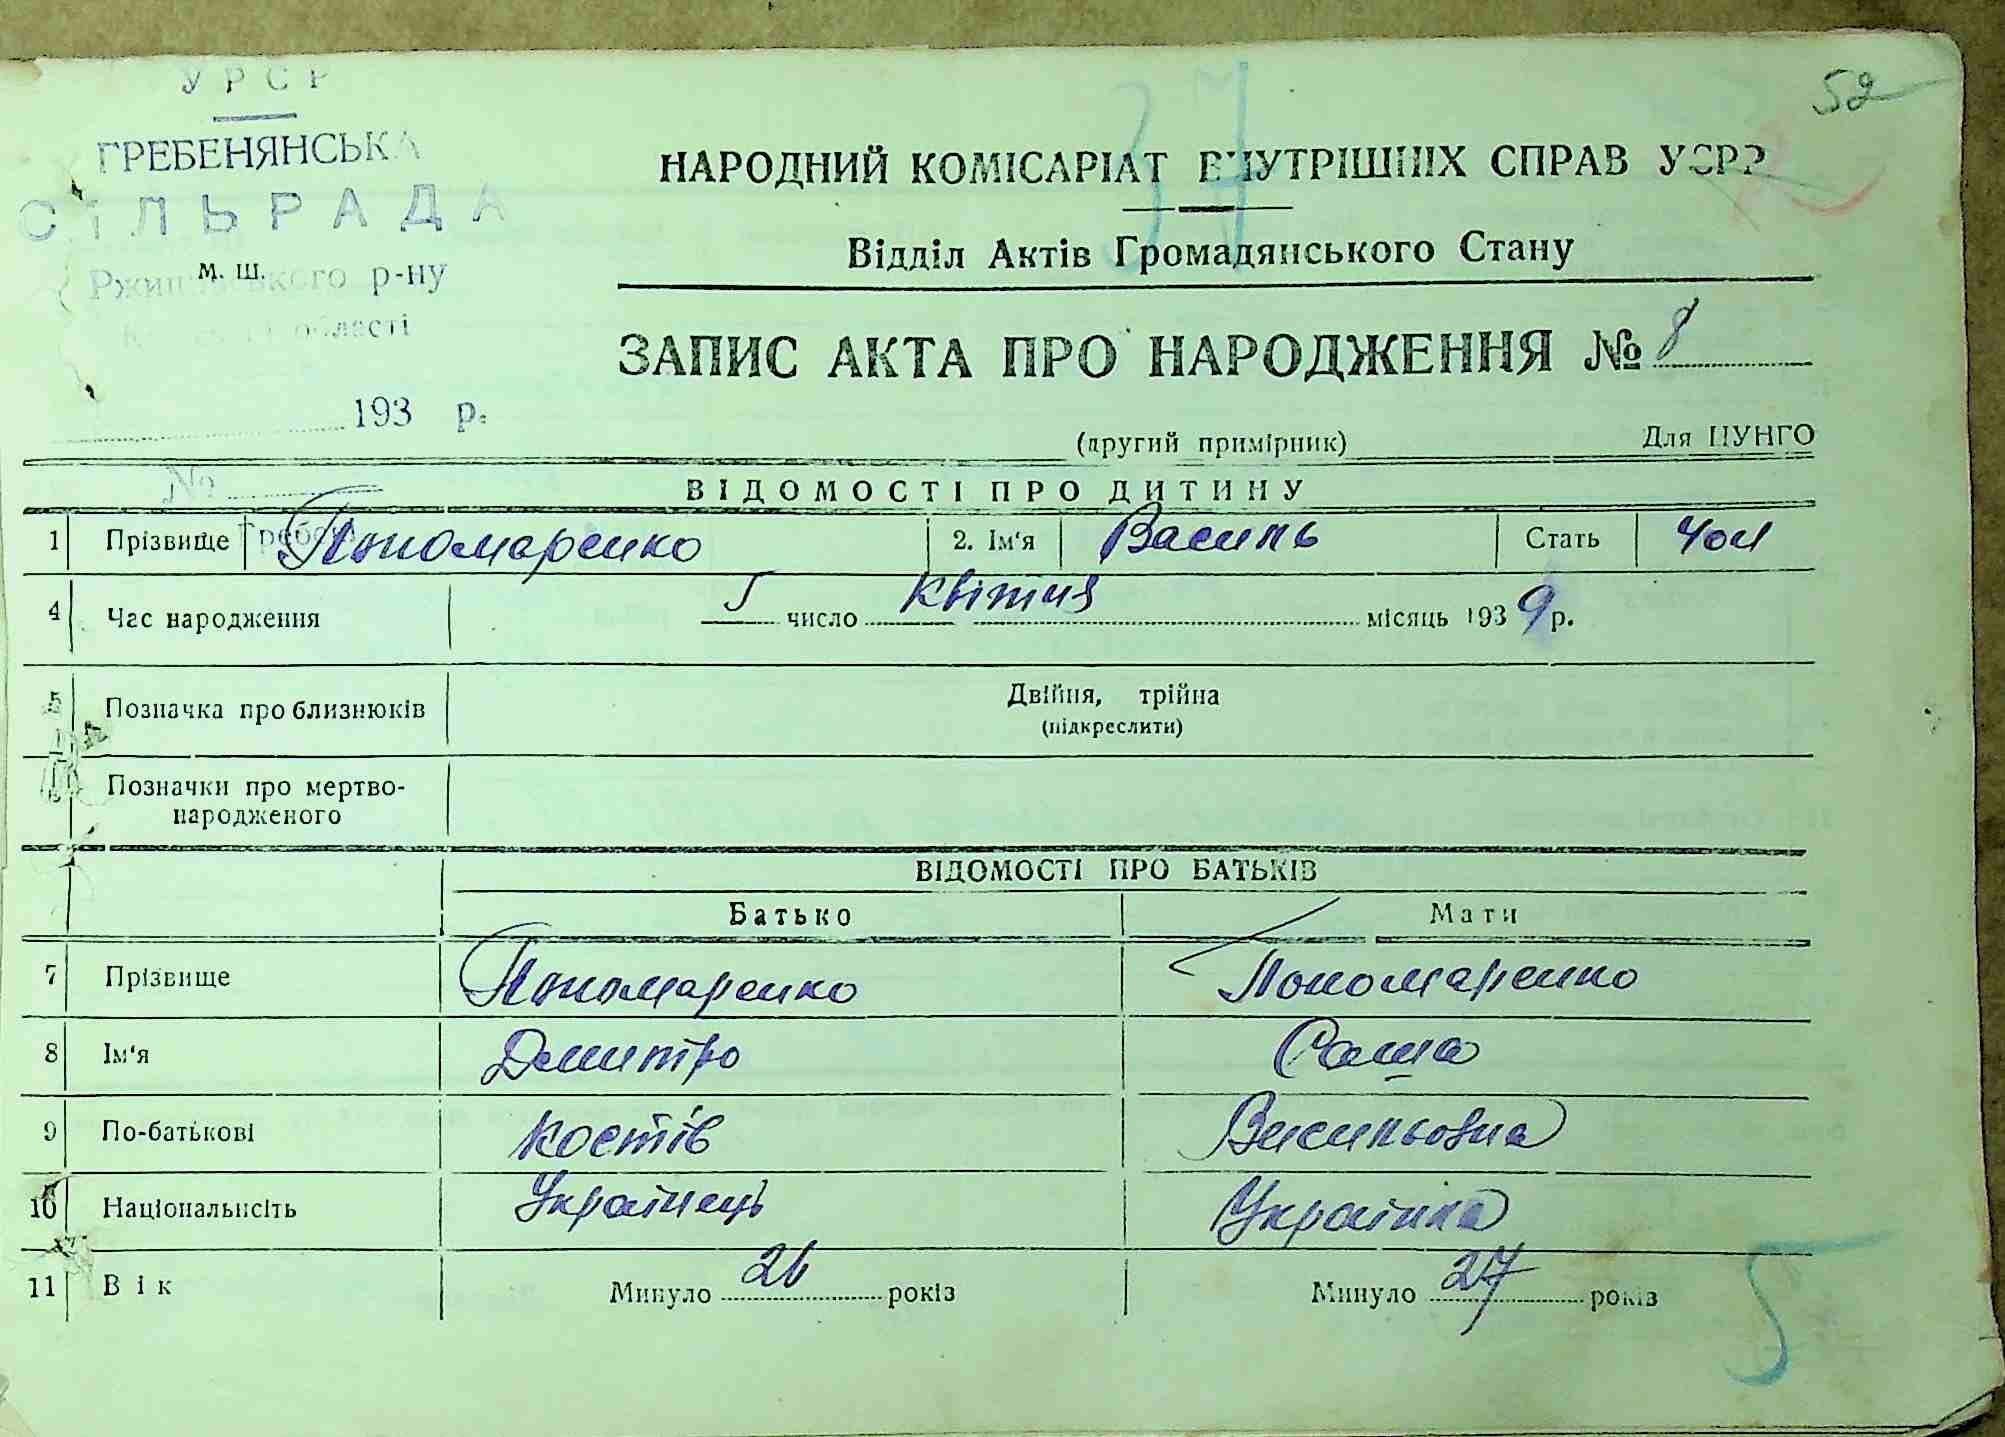 52
УРСР
ГРЕБЕНЯНСЬКА
СІЛЬРАДА
м. ш.
Ржищівського р-ну
області
193 р.
№
37
НАРОДНИЙ КОМІСАРІАТ ВНУТРІШНІХ СПРАВ УСРР
Відділ Актів Громадянського Стану
ЗАПИС АКТА ПРО НАРОДЖЕННЯ № 8
(другий примірник) Для ЦУНГО
ВІДОМОСТІ ПРО ДИТИНУ
1 Прізвище Пономаренко 2. Ім'я Василь Стать чол
4 Час народження 5 число квітня місяць 1939 р.
5 Позначка про близнюків Двійня, трійна
(підкреслити)
Позначки про мертво-
народженого
ВІДОМОСТІ ПРО БАТЬКІВ
Батько Мати
7 Прізвище Пономаренко Пономаренко
8 Ім'я Дмитро Саша
9 По-батькові Костів Васильовна
10 Національність Українець Українка
11 Вік Минуло 26 років Минуло 27 років
5